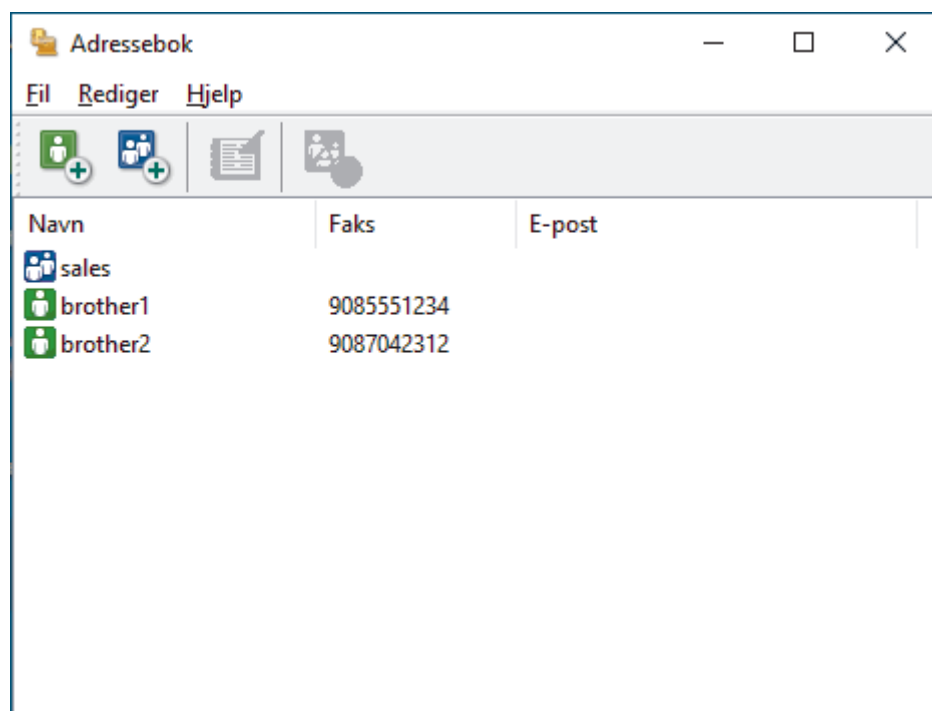 Adressebok
Fil Rediger Hjelp
Navn Faks E-post
sales
brother1 9085551234
brother2 9087042312